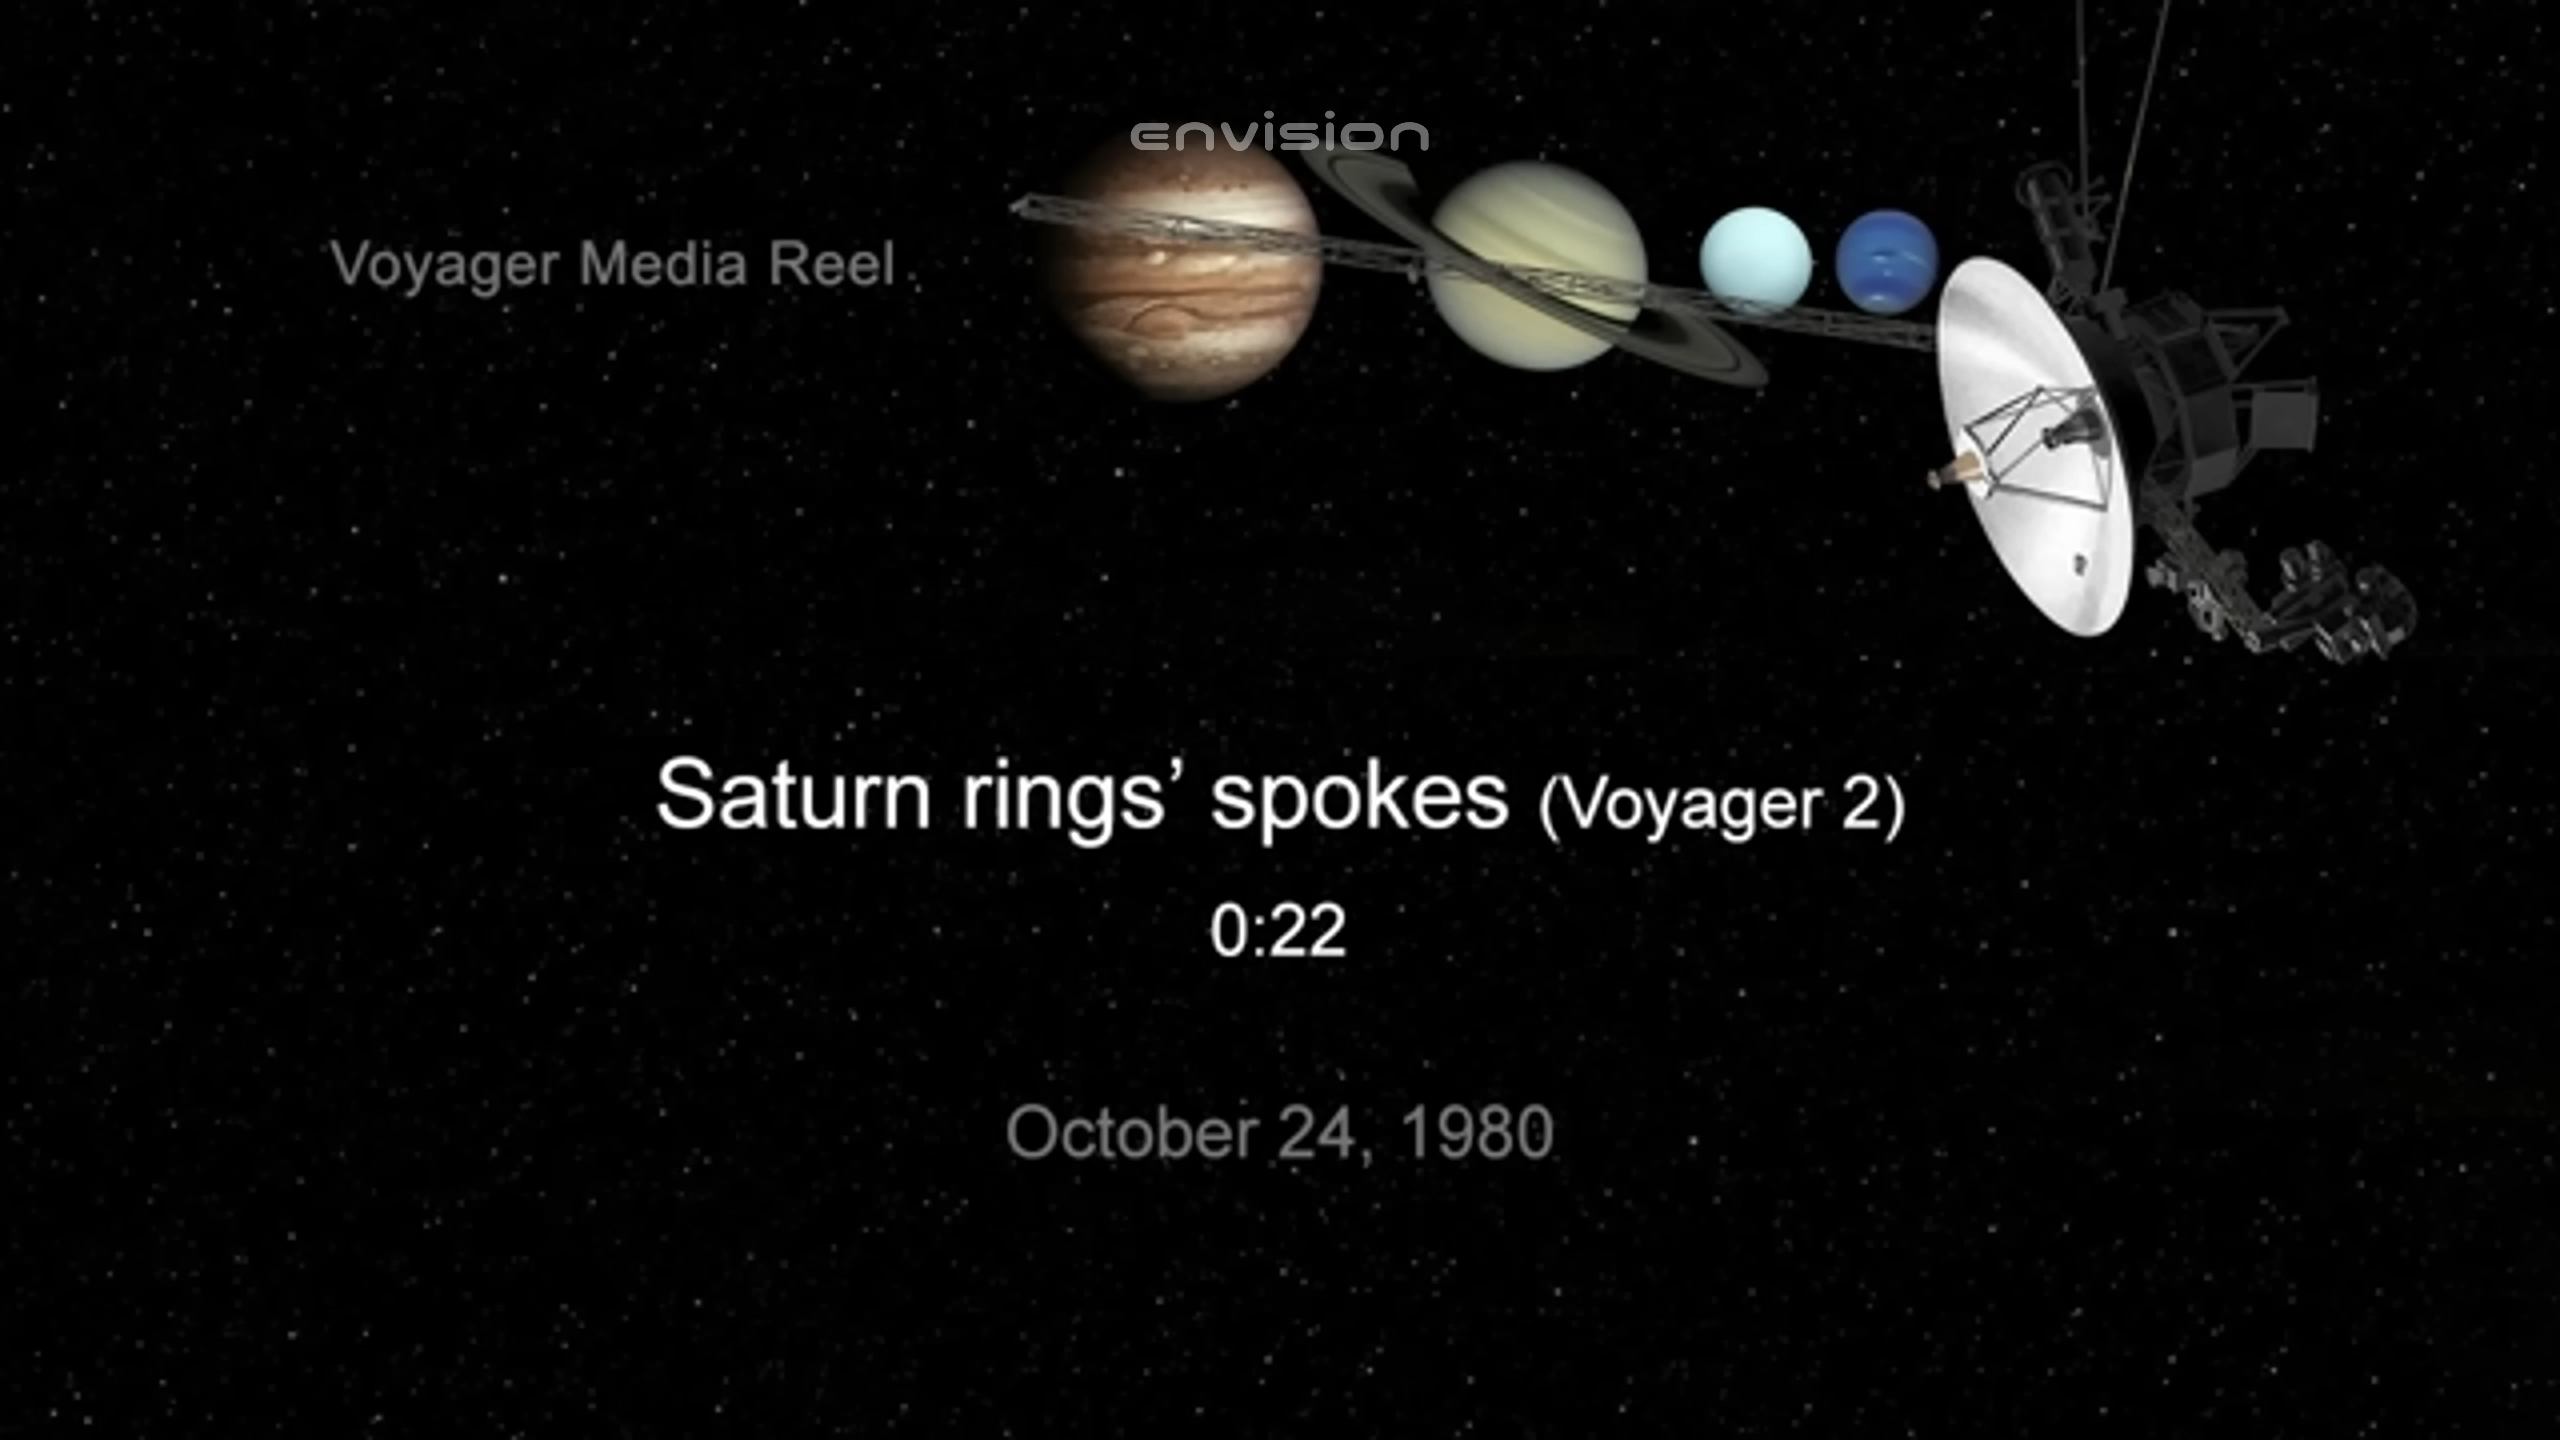 envision
Voyager Media Reel
Saturn rings’ spokes (Voyager 2)
0:22
October 24, 1980